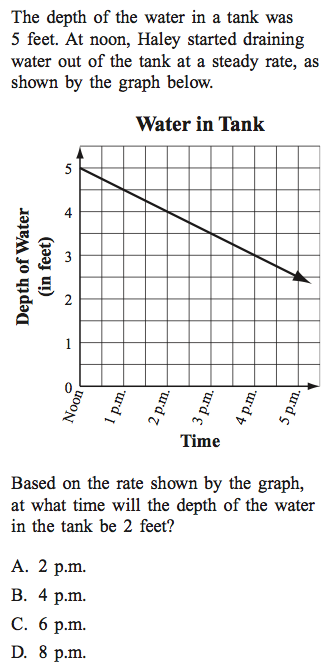 The depth of the water in a tank was
5 feet. At noon, Haley started draining
water out of the tank at a steady rate, as
shown by the graph below.
Water in Tank
Depth of Water
(in feet)
5
4
3
2
1
0
Noon
1 p.m.
2 p.m.
3 p.m.
4 p.m.
5 p.m.
Time
Based on the rate shown by the graph,
at what time will the depth of the water
in the tank be 2 feet?
A. 2 p.m.
B. 4 p.m.
C. 6 p.m.
D. 8 p.m.